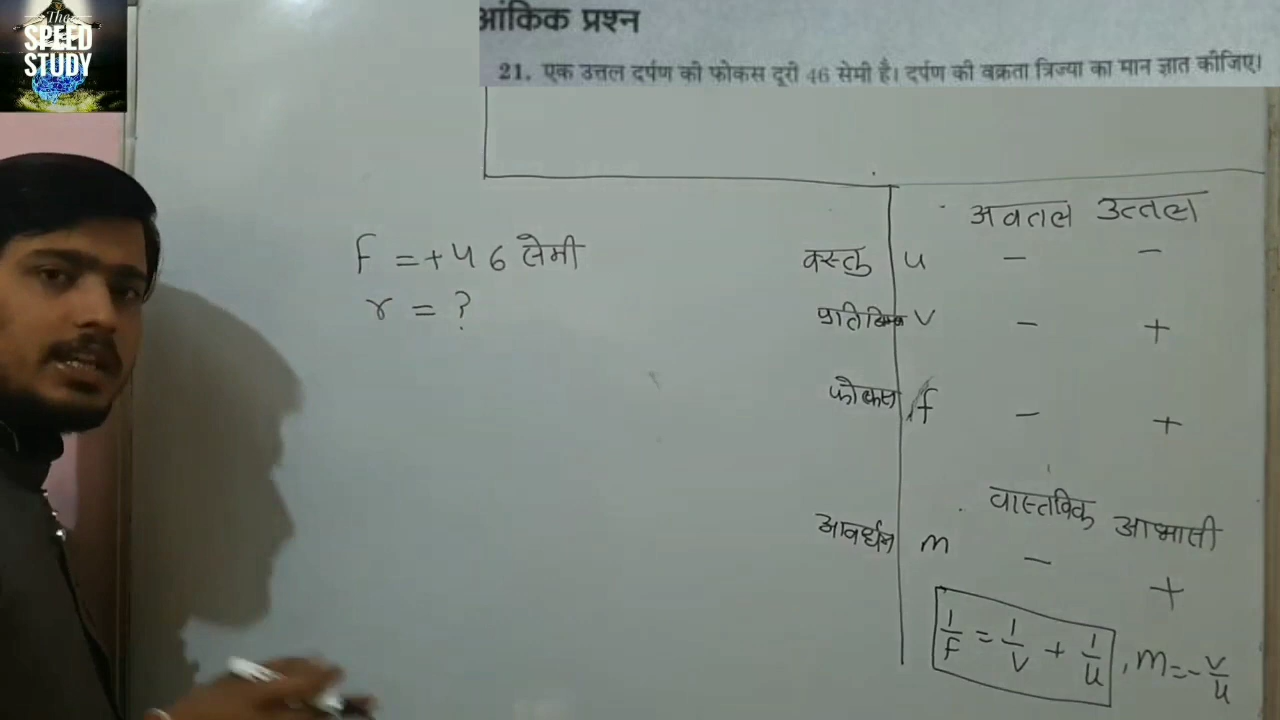 The
SPEED
STUDY
आंकिक प्रश्न
21. एक उत्तल दर्पण की फोकस दूरी 46 सेमी है। दर्पण की वक्रता त्रिज्या का मान ज्ञात कीजिए।
f = +46 सेमी
r = ?
अवतल उत्तल
वस्तु u − −
प्रतिबिम्ब v − +
फोकस f − +
वास्तविक आभासी
आवर्धन m − +
1/f = 1/v + 1/u , m = -v/u